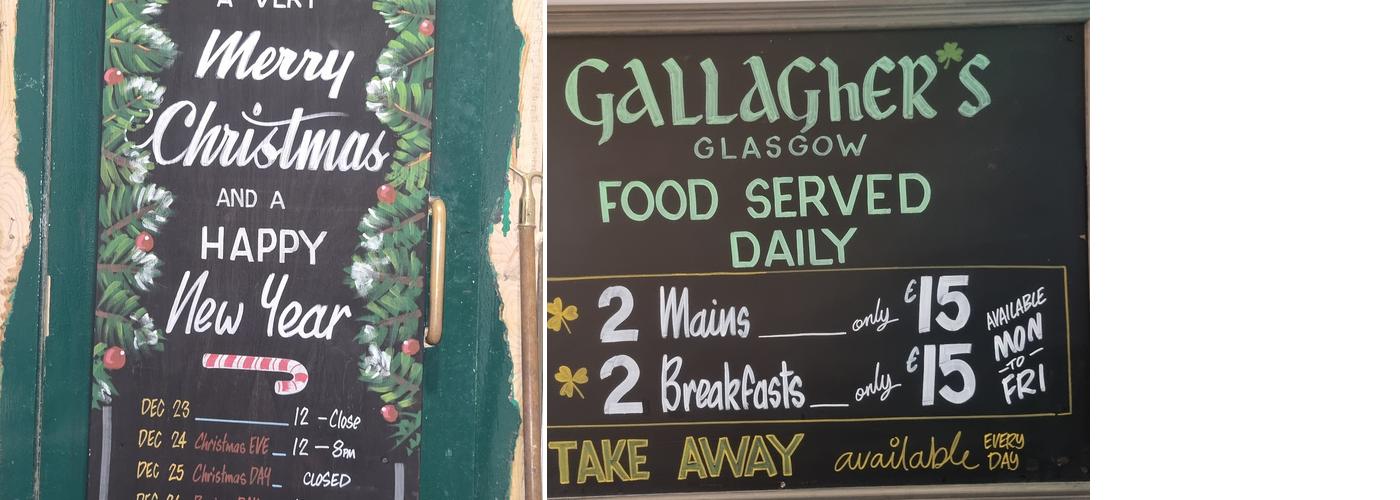 A VERY
Merry
Christmas
AND A
HAPPY
New Year
DEC 23 12 - Close
DEC 24 Christmas EVE 12 - 8PM
DEC 25 Christmas DAY CLOSED
GALLAGHER'S
GLASGOW
FOOD SERVED
DAILY
2 Mains only £15
2 Breakfasts only £15
AVAILABLE
MON
-TO-
FRI
TAKE AWAY available EVERY DAY